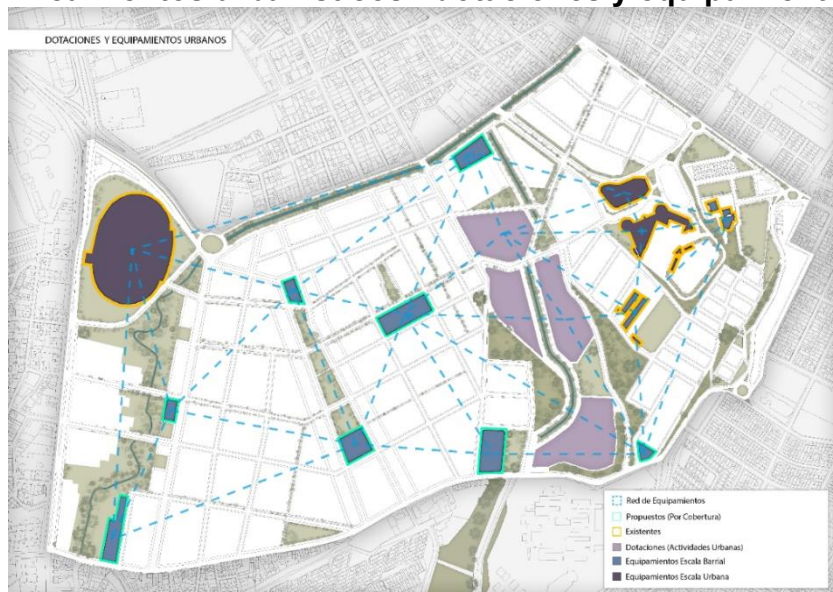 DOTACIONES Y EQUIPAMIENTOS URBANOS
Red de Equipamientos
Propuestos (Por Cobertura)
Existentes
Dotaciones (Actividades Urbanas)
Equipamientos Escala Barrial
Equipamientos Escala Urbana